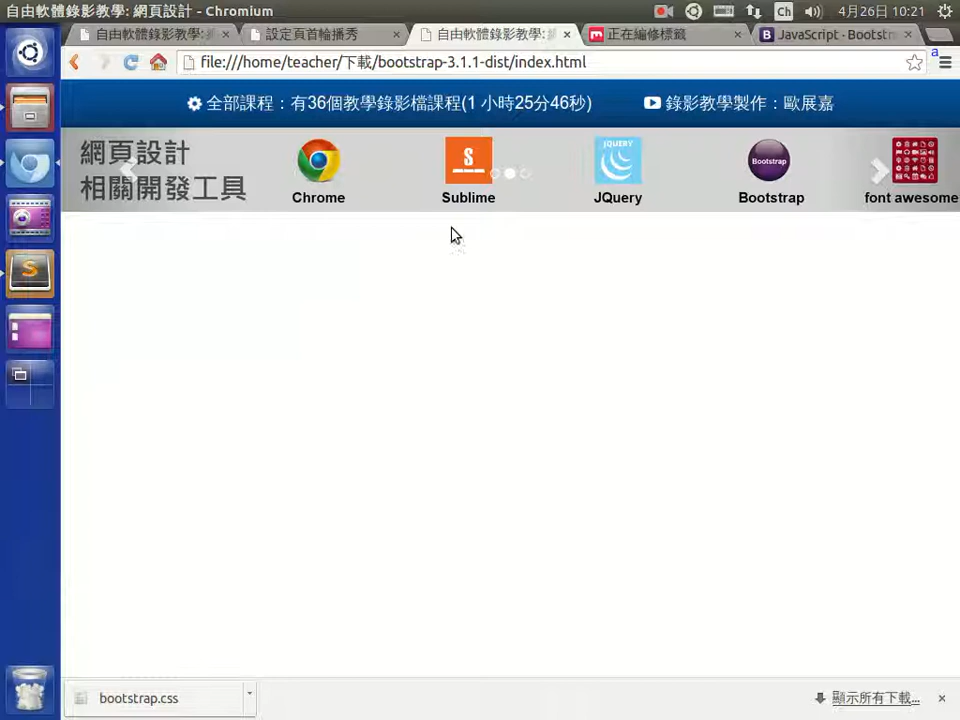 自由軟體錄影教學: 網頁設計 - Chromium
Ch
4月26日 10:21
自由軟體錄影教學:
設定頁首輪播秀
自由軟體錄影教學:
正在編修標籤
JavaScript · Bootstr
file:///home/teacher/下載/bootstrap-3.1.1-dist/index.html
a
全部課程：有36個教學錄影檔課程(1 小時25分46秒)
錄影教學製作：歐展嘉
網頁設計
相關開發工具
Chrome
S
Sublime
jQUERY
JQuery
Bootstrap
Bootstrap
font awesome
bootstrap.css
顯示所有下載...